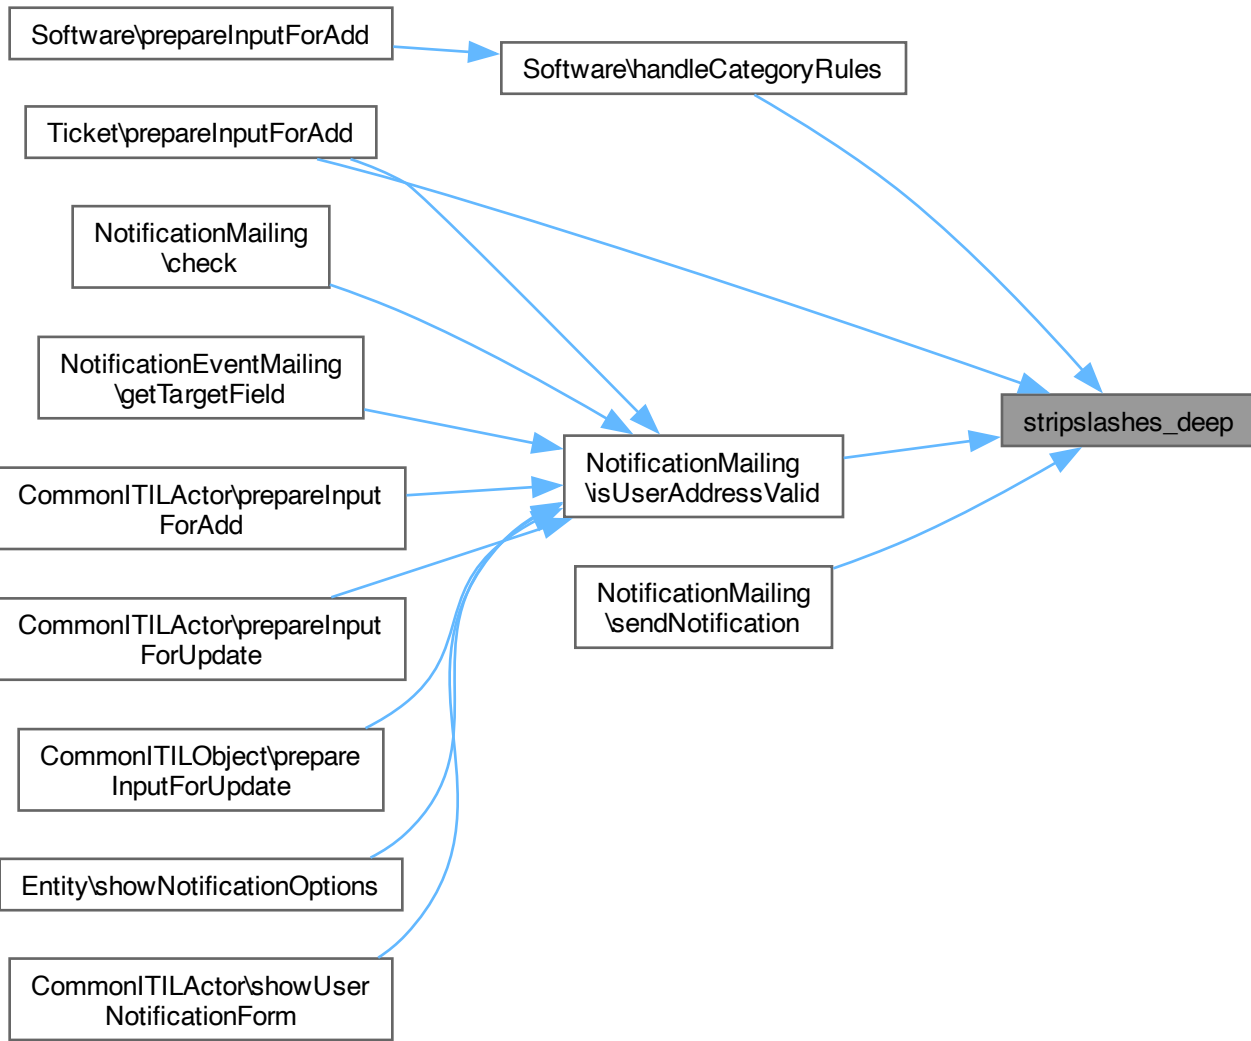 Software\prepareInputForAdd
Software\handleCategoryRules
Ticket\prepareInputForAdd
NotificationMailing
\check
NotificationEventMailing
\getTargetField
CommonITILActor\prepareInput
ForAdd
CommonITILActor\prepareInput
ForUpdate
CommonITILObject\prepare
InputForUpdate
Entity\showNotificationOptions
CommonITILActor\showUser
NotificationForm
NotificationMailing
\isUserAddressValid
NotificationMailing
\sendNotification
stripslashes_deep